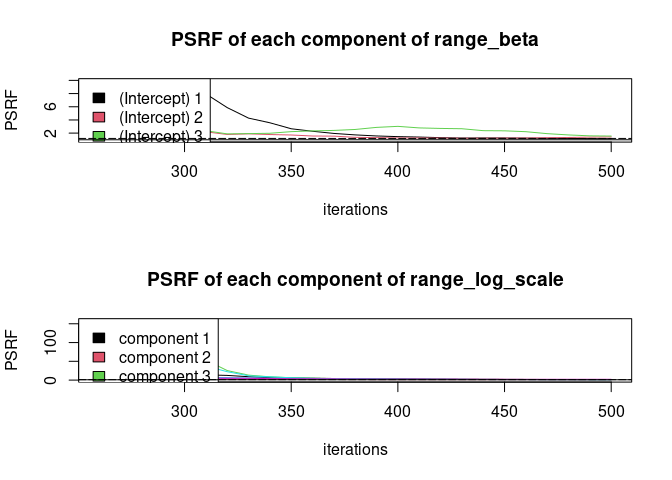 PSRF of each component of range_beta
PSRF
6
2
(Intercept) 1
(Intercept) 2
(Intercept) 3
300 350 400 450 500
iterations
PSRF of each component of range_log_scale
PSRF
100
0
component 1
component 2
component 3
300 350 400 450 500
iterations